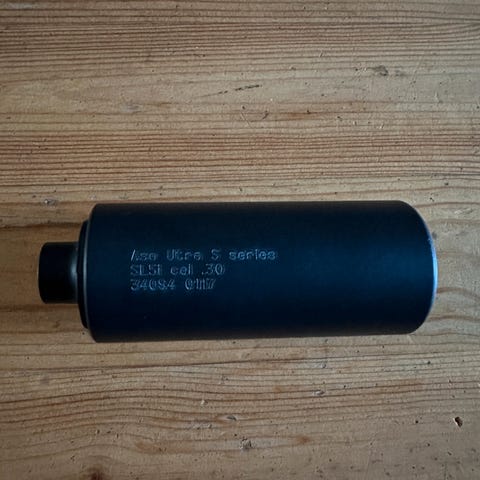 Ase Utra S series
SL5i cal .30
34084 0117